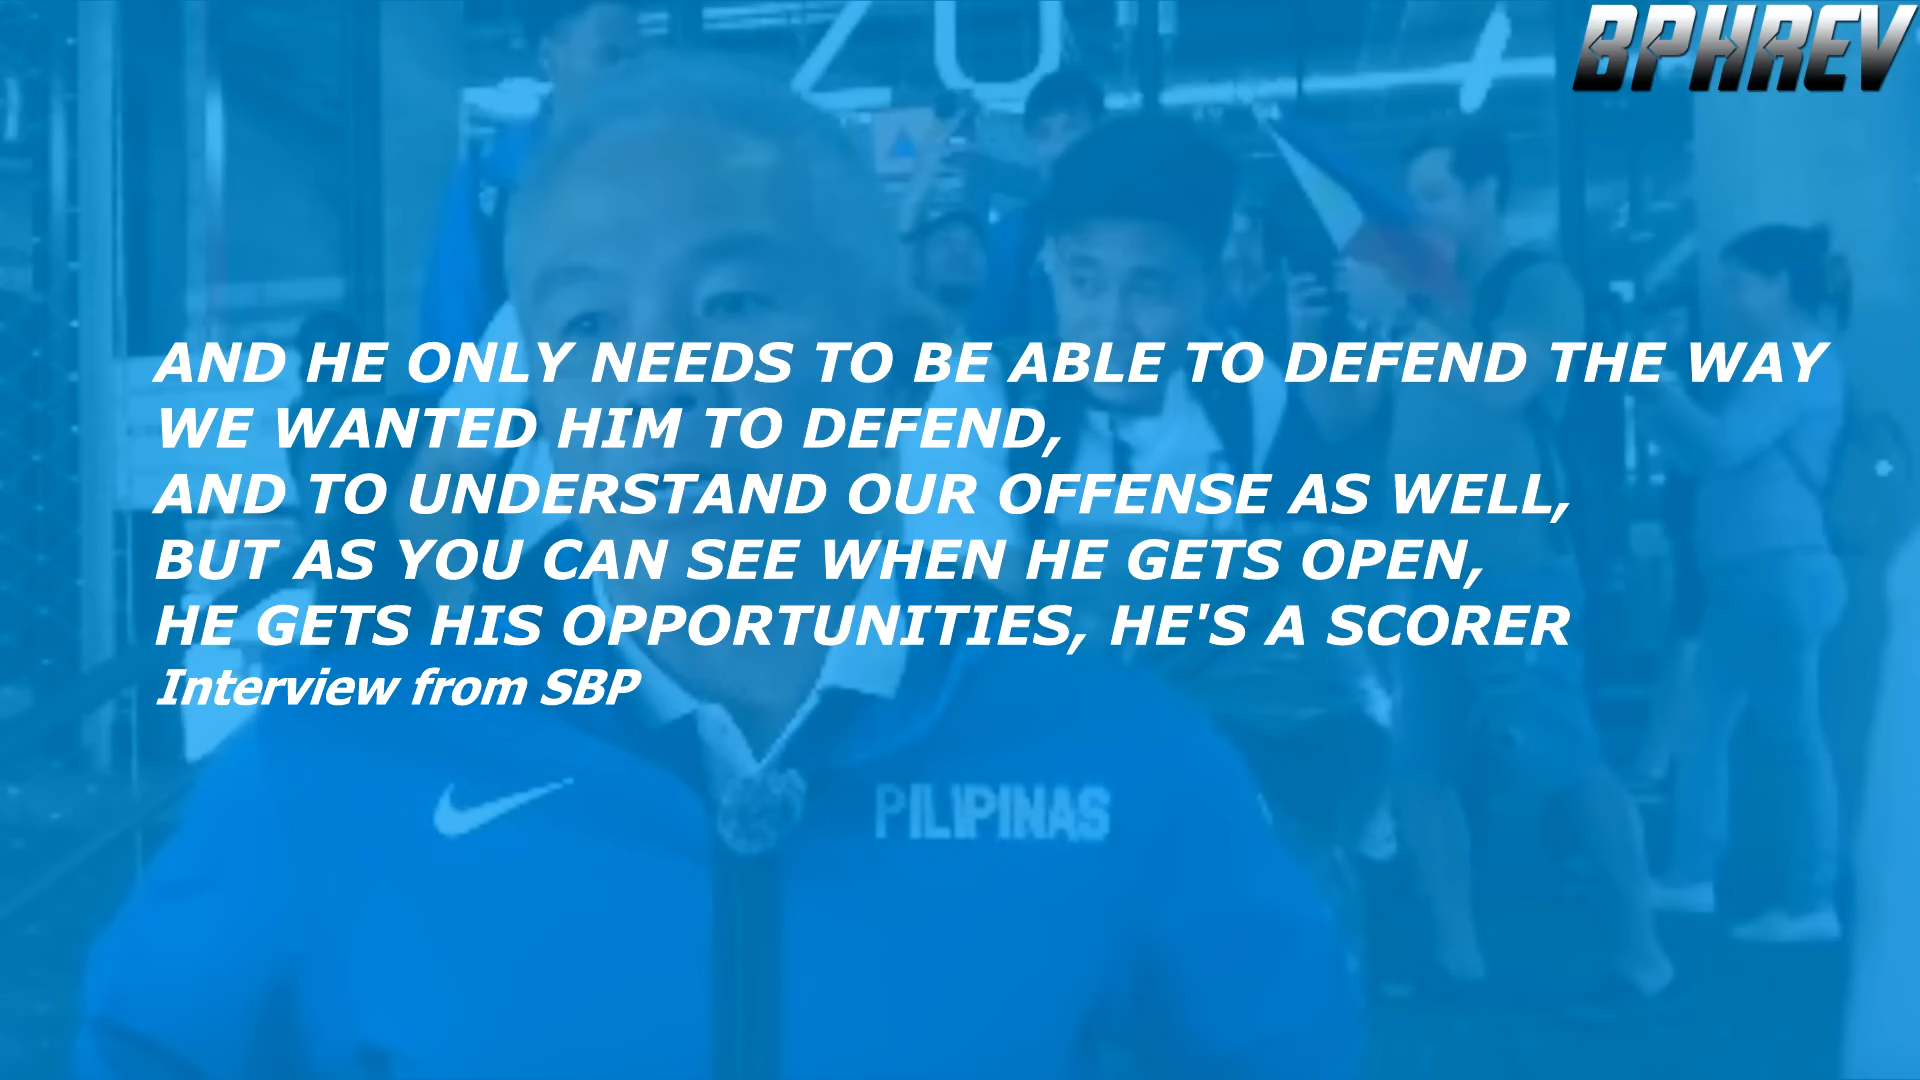 BPHREV
ZO
AND HE ONLY NEEDS TO BE ABLE TO DEFEND THE WAY
WE WANTED HIM TO DEFEND,
AND TO UNDERSTAND OUR OFFENSE AS WELL,
BUT AS YOU CAN SEE WHEN HE GETS OPEN,
HE GETS HIS OPPORTUNITIES, HE'S A SCORER
Interview from SBP
PILIPINAS